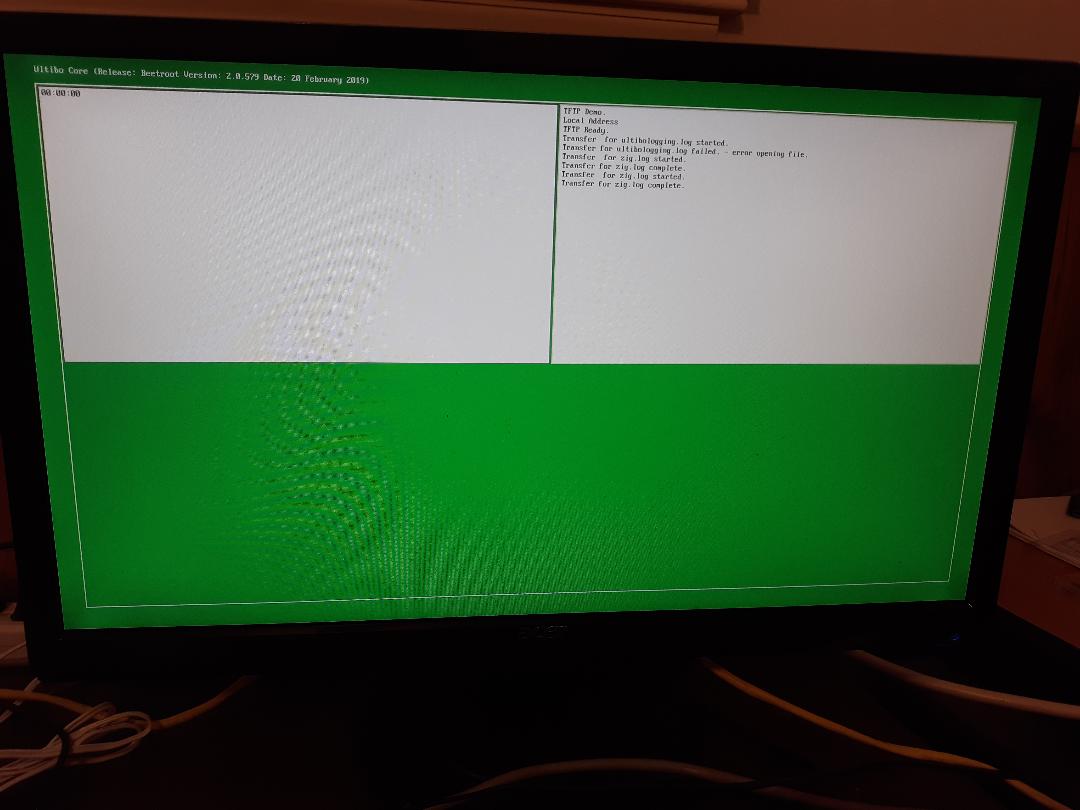 Ultibo Core (Release: Beetroot Version: 2.0.579 Date: 20 February 2019)
00:00:00
TFTP Demo.
Local Address
TFTP Ready.
Transfer  for ultibologging.log started.
Transfer for ultibologging.log failed. - error opening file.
Transfer  for zig.log started.
Transfer for zig.log complete.
Transfer  for zig.log started.
Transfer for zig.log complete.